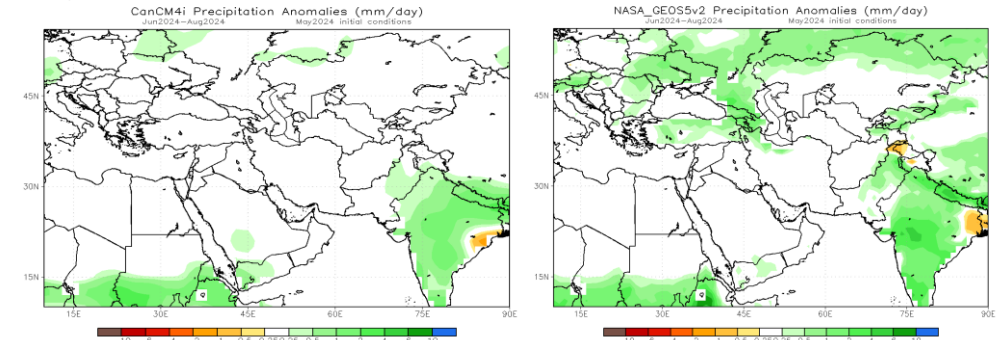 CanCM4i Precipitation Anomalies (mm/day)
Jun2024–Aug2024 May2024 initial conditions
45N
30N
15N
15E 30E 45E 60E 75E 90E
NASA_GEOS5v2 Precipitation Anomalies (mm/day)
Jun2024–Aug2024 May2024 initial conditions
45N
30N
15N
15E 30E 45E 60E 75E 90E